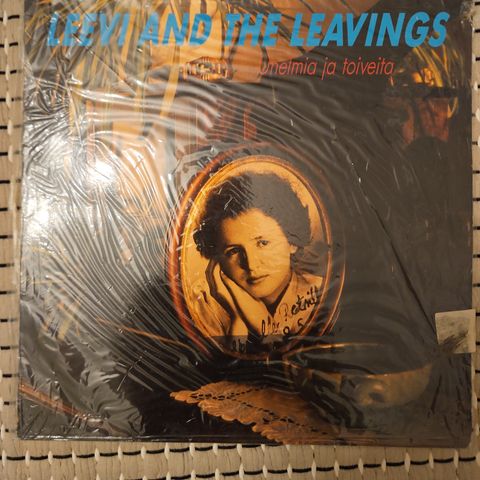 LEEVI AND THE LEAVINGS
unelmia ja toiveita